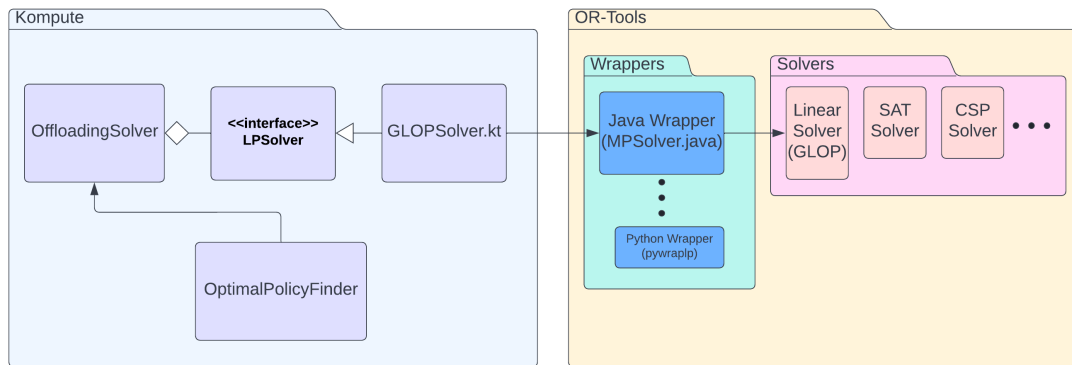 Kompute
OffloadingSolver
<<interface>>
LPSolver
GLOPSolver.kt
OptimalPolicyFinder
OR-Tools
Wrappers
Java Wrapper
(MPSolver.java)
Python Wrapper
(pywraplp)
Solvers
Linear
Solver
(GLOP)
SAT
Solver
CSP
Solver